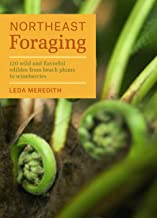 NORTHEAST
Foraging
120 wild and flavorful
edibles from beach plums
to wineberries
LEDA MEREDITH